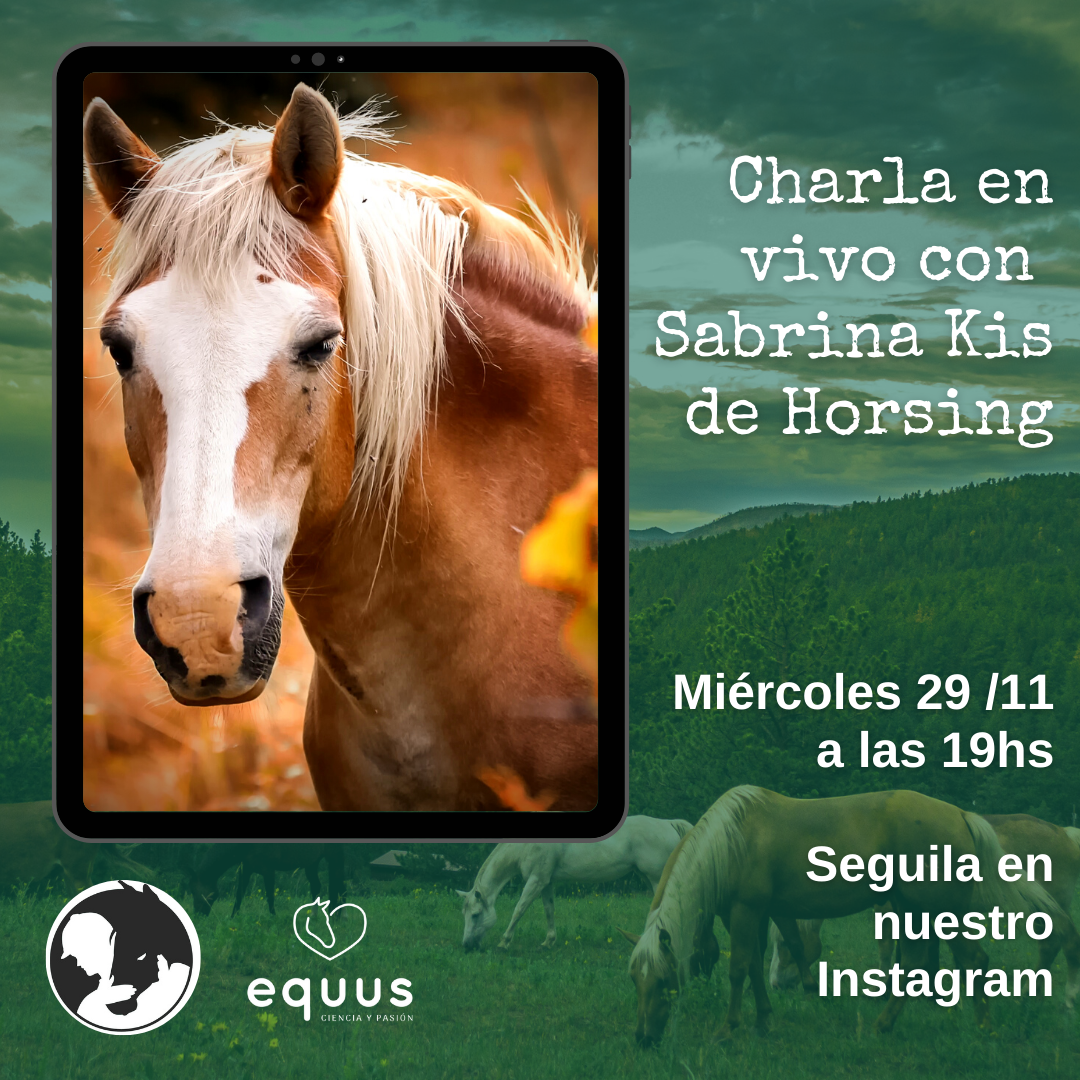 Charla en
vivo con
Sabrina Kis
de Horsing
Miércoles 29 /11
a las 19hs
Seguila en
nuestro
Instagram
equus
CIENCIA Y PASIÓN